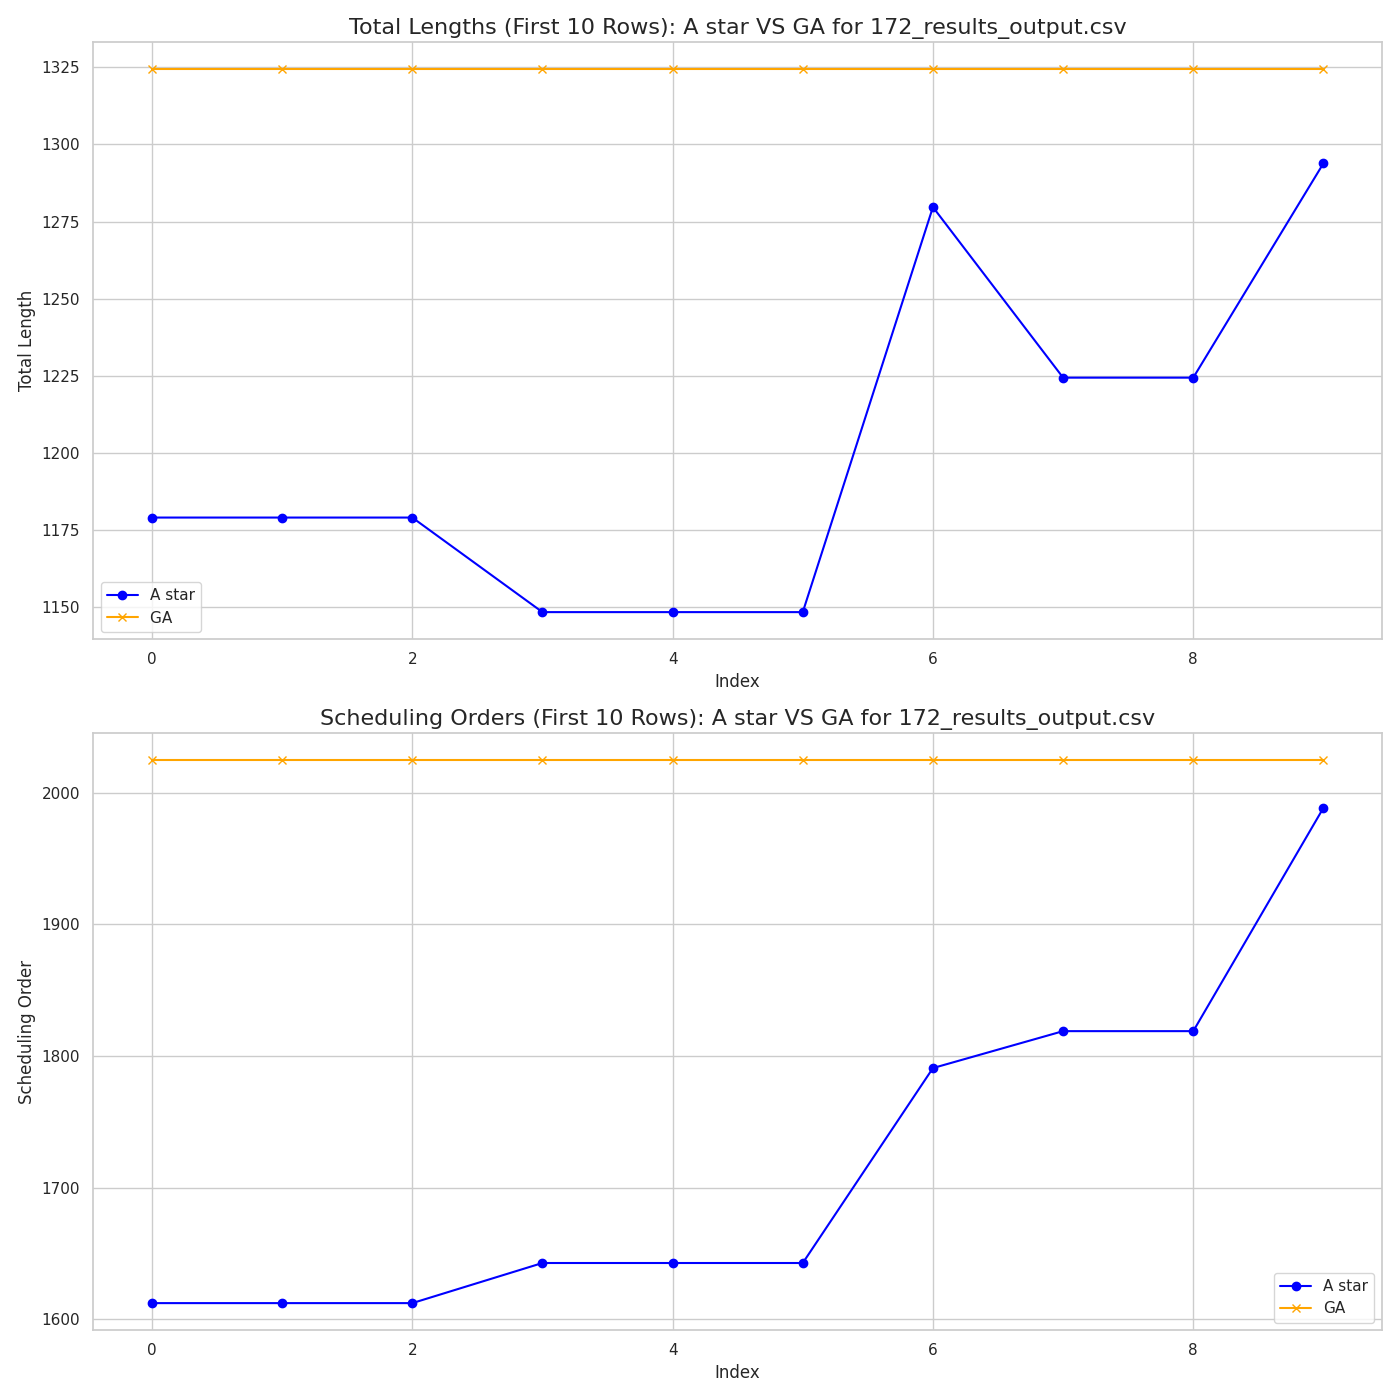 Total Lengths (First 10 Rows): A star VS GA for 172_results_output.csv
1325
1300
1275
1250
1225
1200
1175
1150
Total Length
A star
GA
0 2 4 6 8
Index
Scheduling Orders (First 10 Rows): A star VS GA for 172_results_output.csv
2000
1900
1800
1700
1600
Scheduling Order
A star
GA
0 2 4 6 8
Index